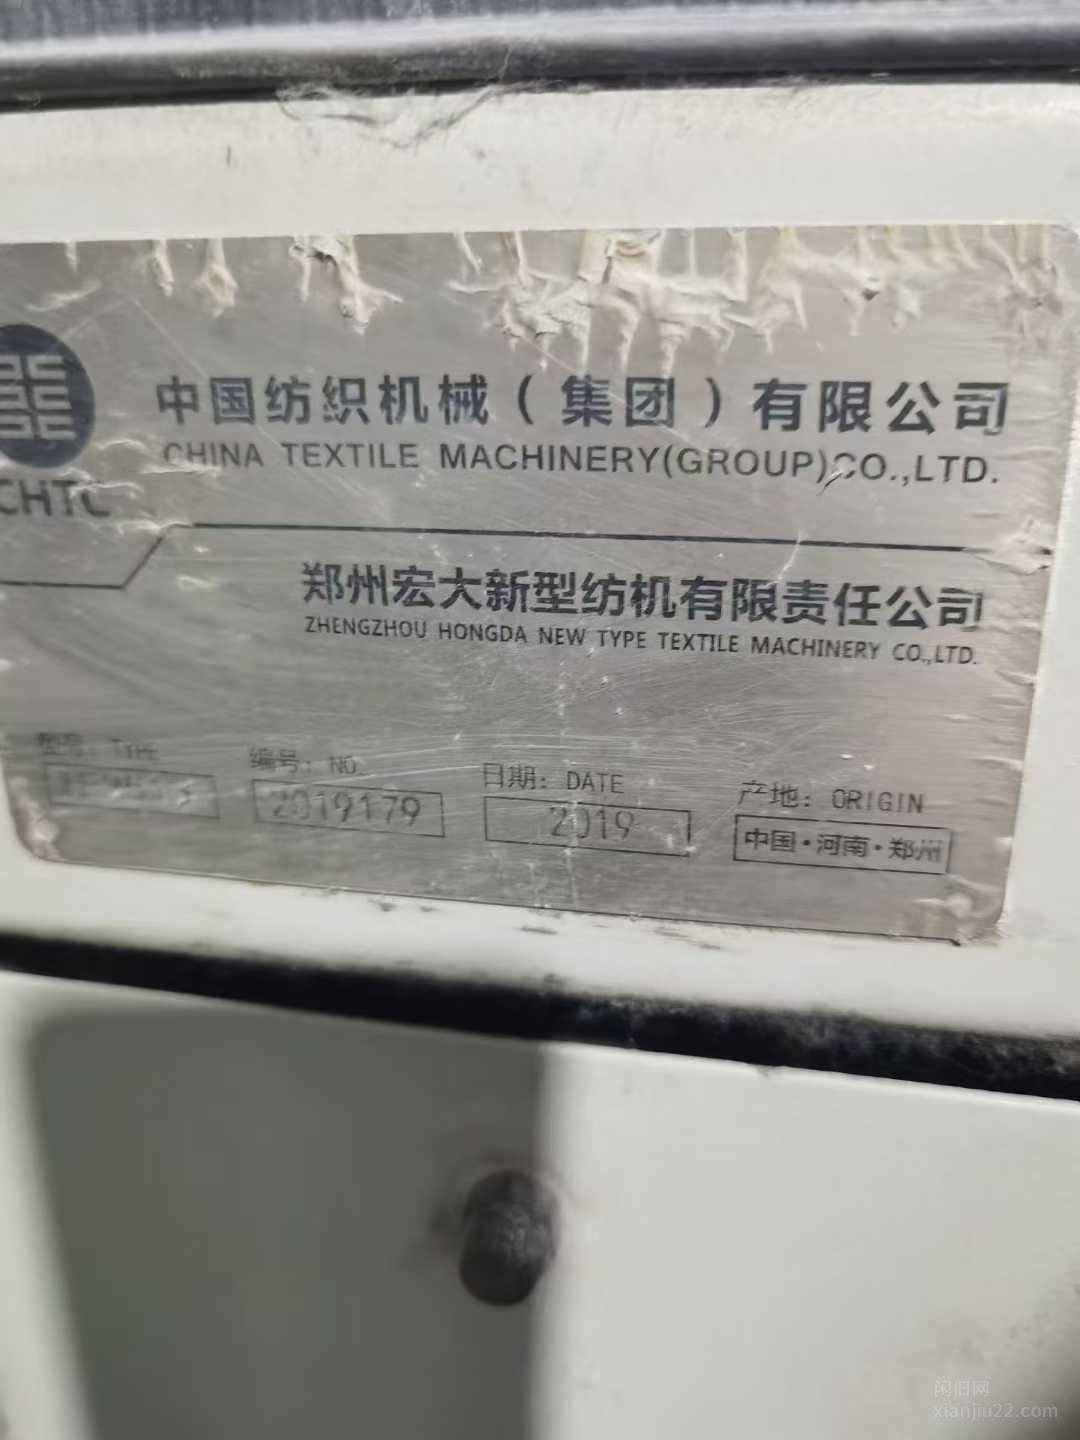 中国纺织机械（集团）有限公司
CHINA TEXTILE MACHINERY(GROUP)CO.,LTD.
CHTC
郑州宏大新型纺机有限责任公司
ZHENGZHOU HONGDA NEW TYPE TEXTILE MACHINERY CO.,LTD.
型号：TYPE
编号：NO.
2019179
日期：DATE
2019
产地：ORIGIN
中国·河南·郑州
闲旧网
xianjiu22.com